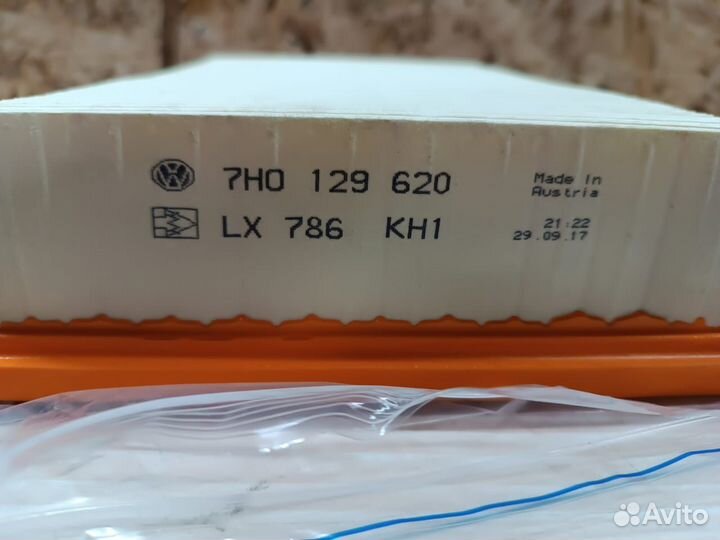 7H0 129 620
LX 786 KH1
Made In
Austria
21:22
29.09.17
Avito